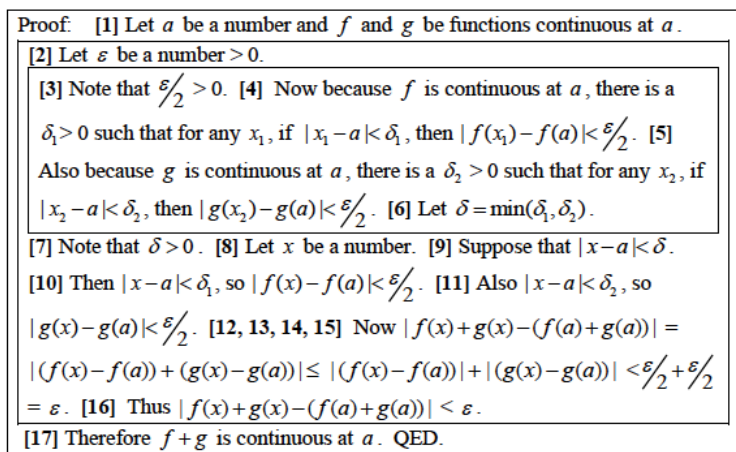 Proof: [1] Let a be a number and f and g be functions continuous at a.
[2] Let ε be a number > 0.
[3] Note that ε/2 > 0. [4] Now because f is continuous at a, there is a
δ₁> 0 such that for any x₁, if |x₁−a|<δ₁, then |f(x₁)−f(a)|<ε/2. [5]
Also because g is continuous at a, there is a δ₂ > 0 such that for any x₂, if
|x₂−a|<δ₂, then |g(x₂)−g(a)|<ε/2. [6] Let δ=min(δ₁,δ₂).
[7] Note that δ>0. [8] Let x be a number. [9] Suppose that |x−a|<δ.
[10] Then |x−a|<δ₁, so |f(x)−f(a)|<ε/2. [11] Also |x−a|<δ₂, so
|g(x)−g(a)|<ε/2. [12, 13, 14, 15] Now |f(x)+g(x)−(f(a)+g(a))| =
|(f(x)−f(a))+(g(x)−g(a))|≤ |(f(x)−f(a))|+|(g(x)−g(a))| <ε/2+ε/2
= ε. [16] Thus |f(x)+g(x)−(f(a)+g(a))| < ε.
[17] Therefore f+g is continuous at a. QED.